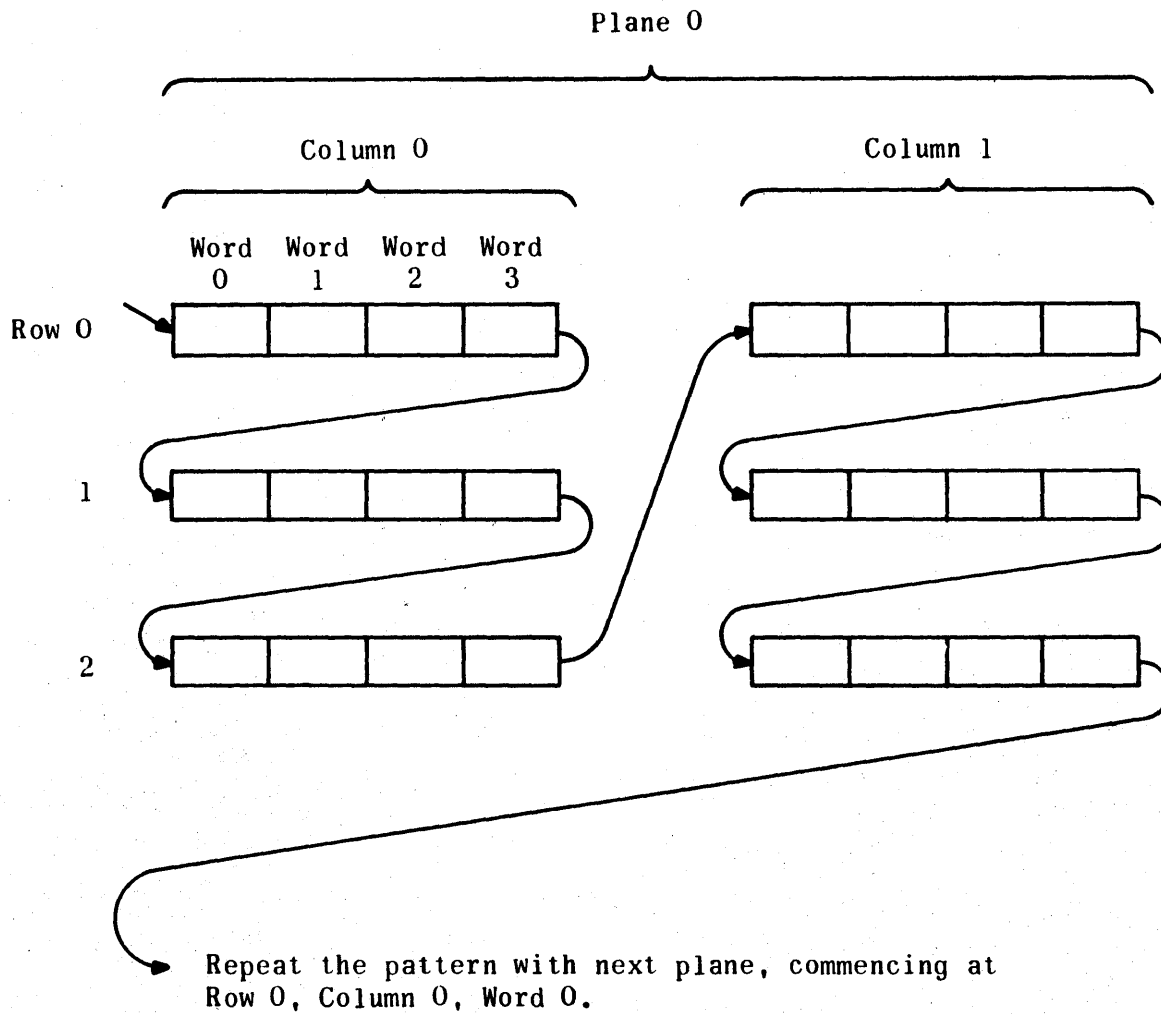 Plane 0
Column 0
Column 1
Word Word Word Word
0 1 2 3
Row 0
1
2
Repeat the pattern with next plane, commencing at
Row 0, Column 0, Word 0.